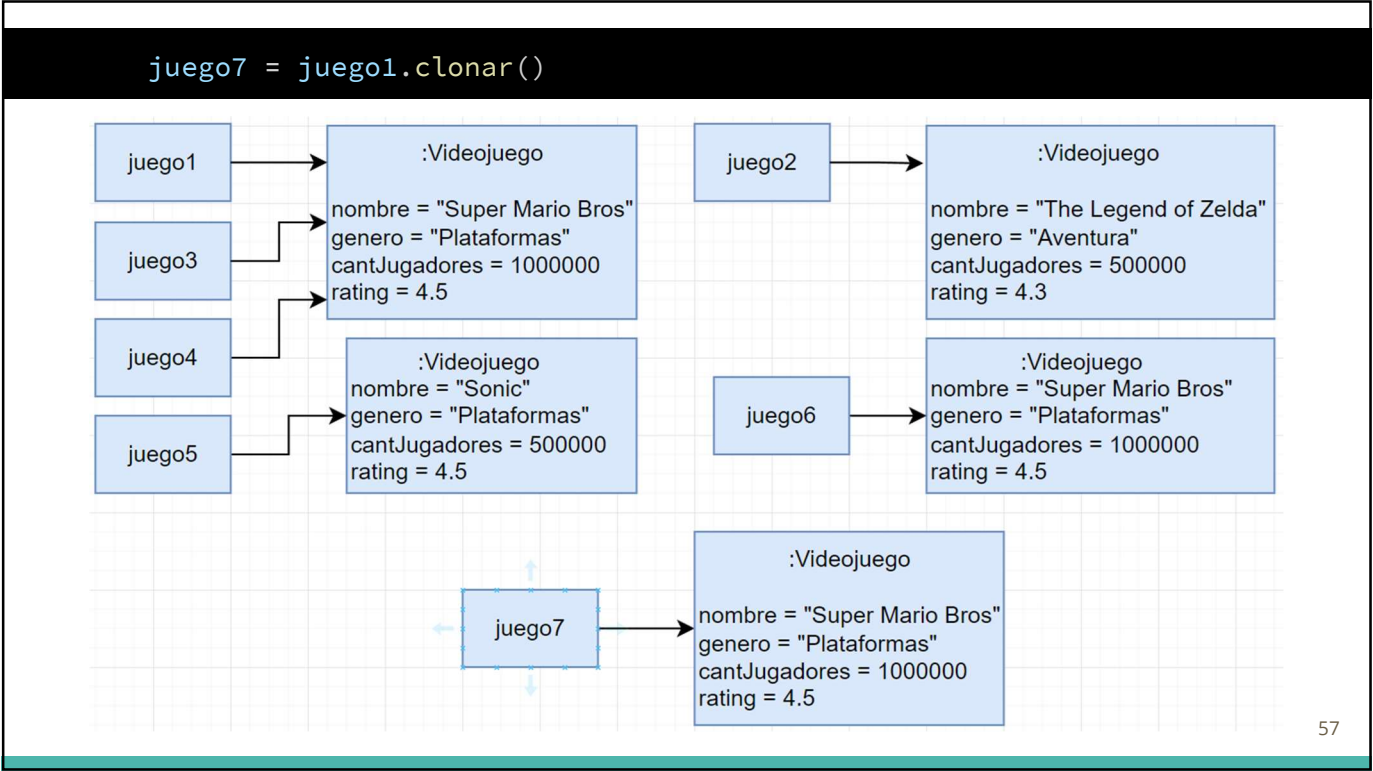 juego7 = juego1.clonar()
juego1
:Videojuego
nombre = "Super Mario Bros"
genero = "Plataformas"
cantJugadores = 1000000
rating = 4.5
juego3
juego4
juego2
:Videojuego
nombre = "The Legend of Zelda"
genero = "Aventura"
cantJugadores = 500000
rating = 4.3
juego5
:Videojuego
nombre = "Sonic"
genero = "Plataformas"
cantJugadores = 500000
rating = 4.5
juego6
:Videojuego
nombre = "Super Mario Bros"
genero = "Plataformas"
cantJugadores = 1000000
rating = 4.5
juego7
:Videojuego
nombre = "Super Mario Bros"
genero = "Plataformas"
cantJugadores = 1000000
rating = 4.5
57